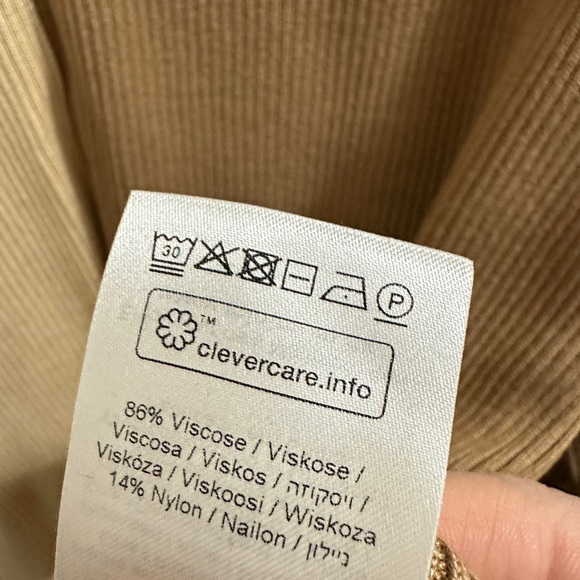 30
P
™
clevercare.info
86% Viscose / Viskose /
Viscosa / Viskos / ויסקוזה /
Viskóza / Viskoosi / Wiskoza
14% Nylon / Nailon / ניילון